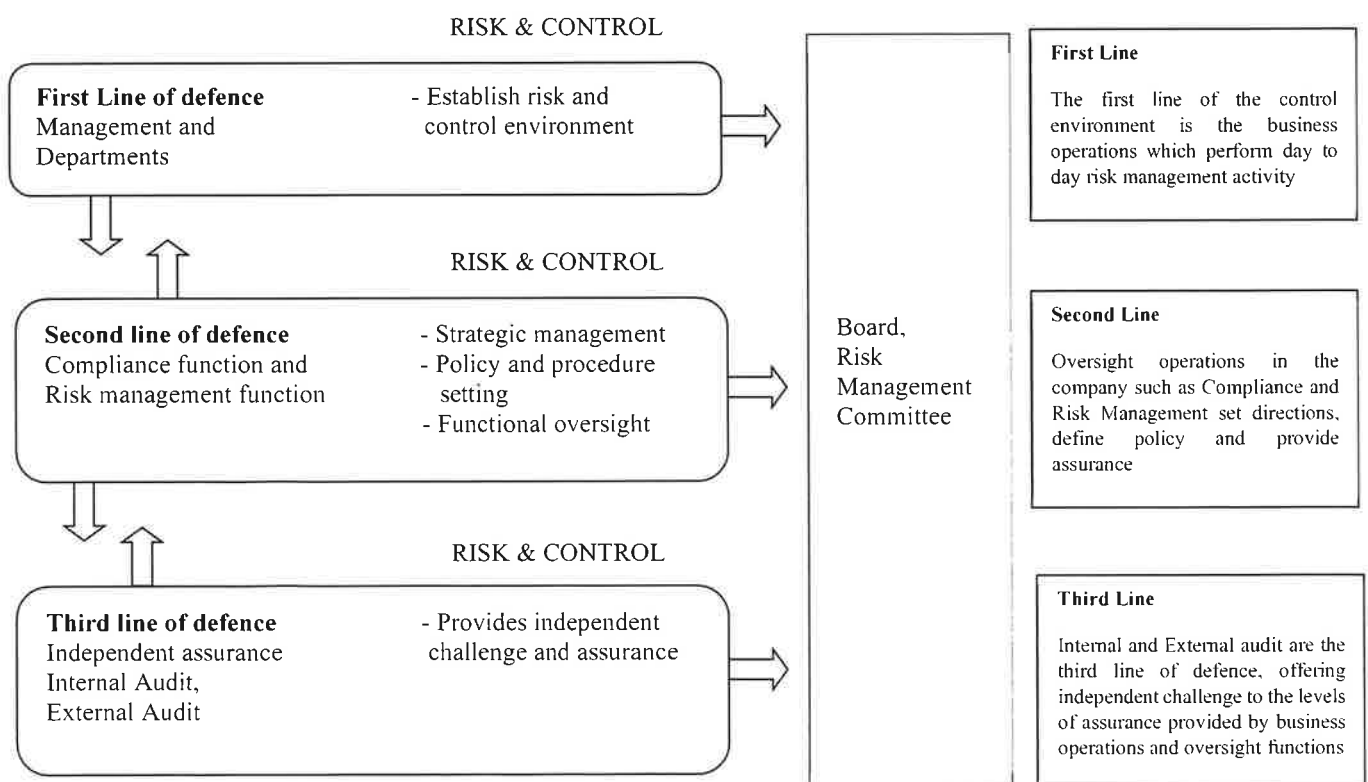 RISK & CONTROL
First Line of defence
Management and
Departments
- Establish risk and
control environment
RISK & CONTROL
Second line of defence
Compliance function and
Risk management function
- Strategic management
- Policy and procedure
setting
- Functional oversight
RISK & CONTROL
Third line of defence
Independent assurance
Internal Audit,
External Audit
- Provides independent
challenge and assurance
Board,
Risk
Management
Committee
First Line
The first line of the control
environment is the business
operations which perform day to
day risk management activity
Second Line
Oversight operations in the
company such as Compliance and
Risk Management set directions,
define policy and provide
assurance
Third Line
Internal and External audit are the
third line of defence, offering
independent challenge to the levels
of assurance provided by business
operations and oversight functions